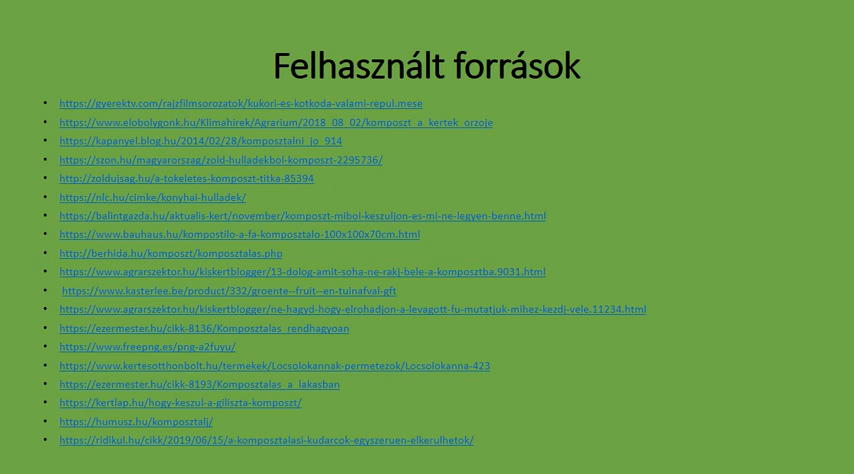 Felhasznált források
• https://gyerektv.com/rajzfilmsorozatok/kukori-es-kotkoda-valami-repul.mese
• https://www.elobolygonk.hu/Klimahirek/Agrarium/2018_08_02/komposzt_a_kertek_orzoje
• https://kapanyel.blog.hu/2014/02/28/komposztalni_jo_914
• https://szon.hu/magyarorszag/zold-hulladekbol-komposzt-2295736/
• http://zoldujsag.hu/a-tokeletes-komposzt-titka-85394
• https://nlc.hu/cimke/konyhai-hulladek/
• https://balintgazda.hu/aktualis-kert/november/komposzt-mibol-keszuljon-es-mi-ne-legyen-benne.html
• https://www.bauhaus.hu/kompostilo-a-fa-komposztalo-100x100x70cm.html
• http://berhida.hu/komposzt/komposztalas.php
• https://www.agrarszektor.hu/kiskertblogger/13-dolog-amit-soha-ne-rakj-bele-a-komposztba.9031.html
• https://www.kasterlee.be/product/332/groente--fruit--en-tuinafval-gft
• https://www.agrarszektor.hu/kiskertblogger/ne-hagyd-hogy-elrohadjon-a-levagott-fu-mutatjuk-mihez-kezdj-vele.11234.html
• https://ezermester.hu/cikk-8136/Komposztalas_rendhagyoan
• https://www.freepng.es/png-a2fuyu/
• https://www.kertesotthonbolt.hu/termekek/Locsolokannak-permetezok/Locsolokanna-423
• https://ezermester.hu/cikk-8193/Komposztalas_a_lakasban
• https://kertlap.hu/hogy-keszul-a-giliszta-komposzt/
• https://humusz.hu/komposztalj/
• https://ridikul.hu/cikk/2019/06/15/a-komposztalasi-kudarcok-egyszeruen-elkerulhetok/